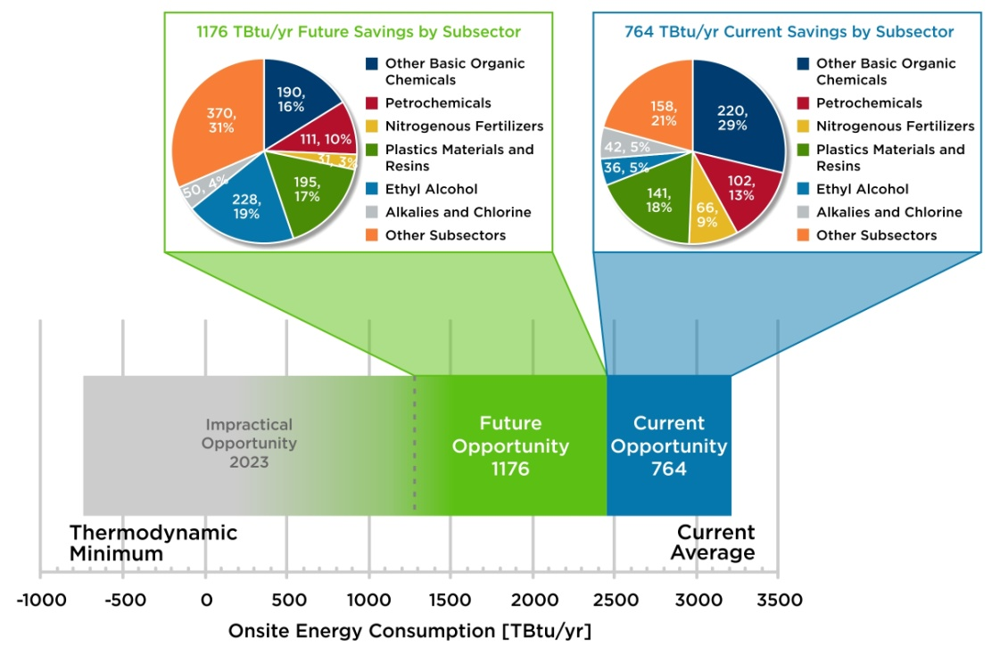 1176 TBtu/yr Future Savings by Subsector
190,
16%
111, 10%
31, 3%
195,
17%
228,
19%
50, 4%
370,
31%
Other Basic Organic
Chemicals
Petrochemicals
Nitrogenous Fertilizers
Plastics Materials and
Resins
Ethyl Alcohol
Alkalies and Chlorine
Other Subsectors
764 TBtu/yr Current Savings by Subsector
220,
29%
102,
13%
66,
9%
141,
18%
36, 5%
42, 5%
158,
21%
Other Basic Organic
Chemicals
Petrochemicals
Nitrogenous Fertilizers
Plastics Materials and
Resins
Ethyl Alcohol
Alkalies and Chlorine
Other Subsectors
Impractical
Opportunity
2023
Future
Opportunity
1176
Current
Opportunity
764
Thermodynamic
Minimum
Current
Average
-1000 -500 0 500 1000 1500 2000 2500 3000 3500
Onsite Energy Consumption [TBtu/yr]